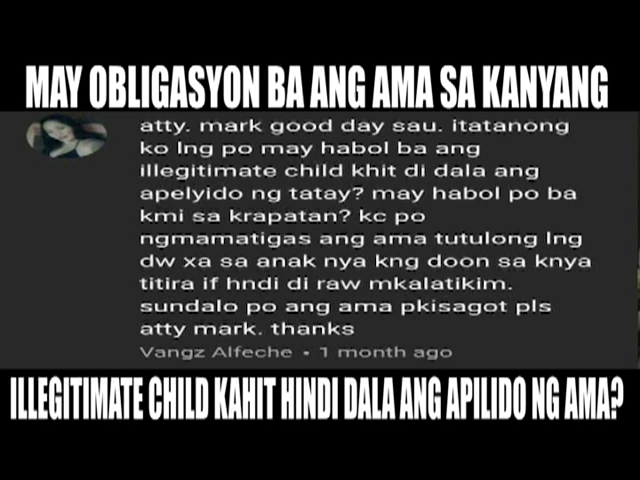 MAY OBLIGASYON BA ANG AMA SA KANYANG
atty. mark good day sau. itatanong
ko lng po may habol ba ang
illegitimate child khit di dala ang
apelyido ng tatay? may habol po ba
kmi sa krapatan? kc po
ngmamatigas ang ama tutulong lng
dw xa sa anak nya kng doon sa knya
titira if hndi di raw mkalatikim.
sundalo po ang ama pkisagot pls
atty mark. thanks
Vangz Alfeche • 1 month ago
ILLEGITIMATE CHILD KAHIT HINDI DALA ANG APILIDO NG AMA?